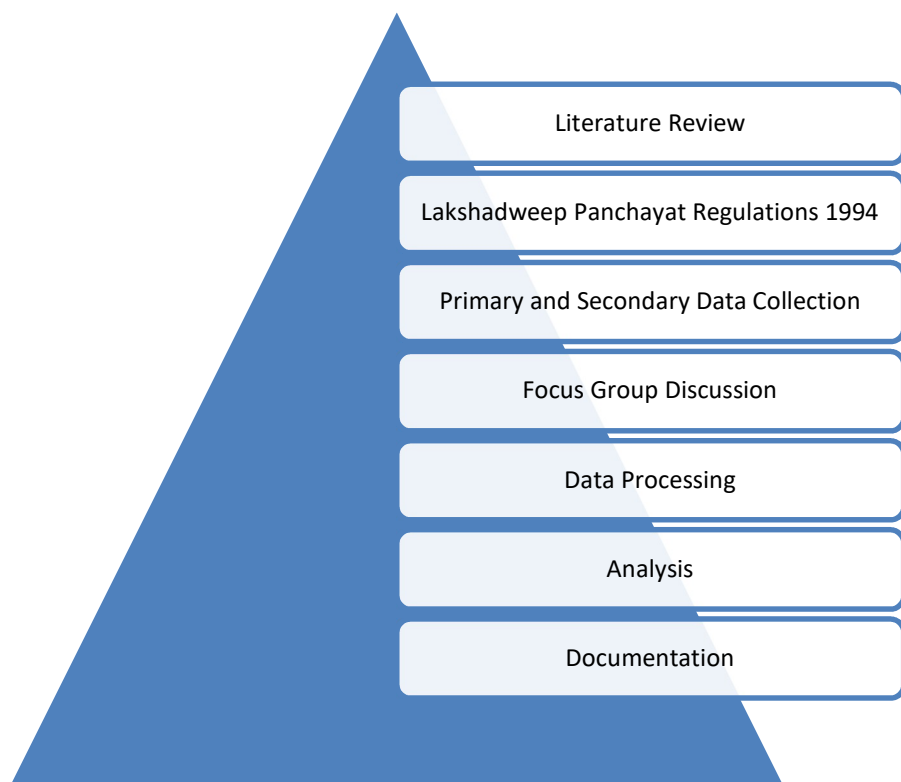 Literature Review
Lakshadweep Panchayat Regulations 1994
Primary and Secondary Data Collection
Focus Group Discussion
Data Processing
Analysis
Documentation